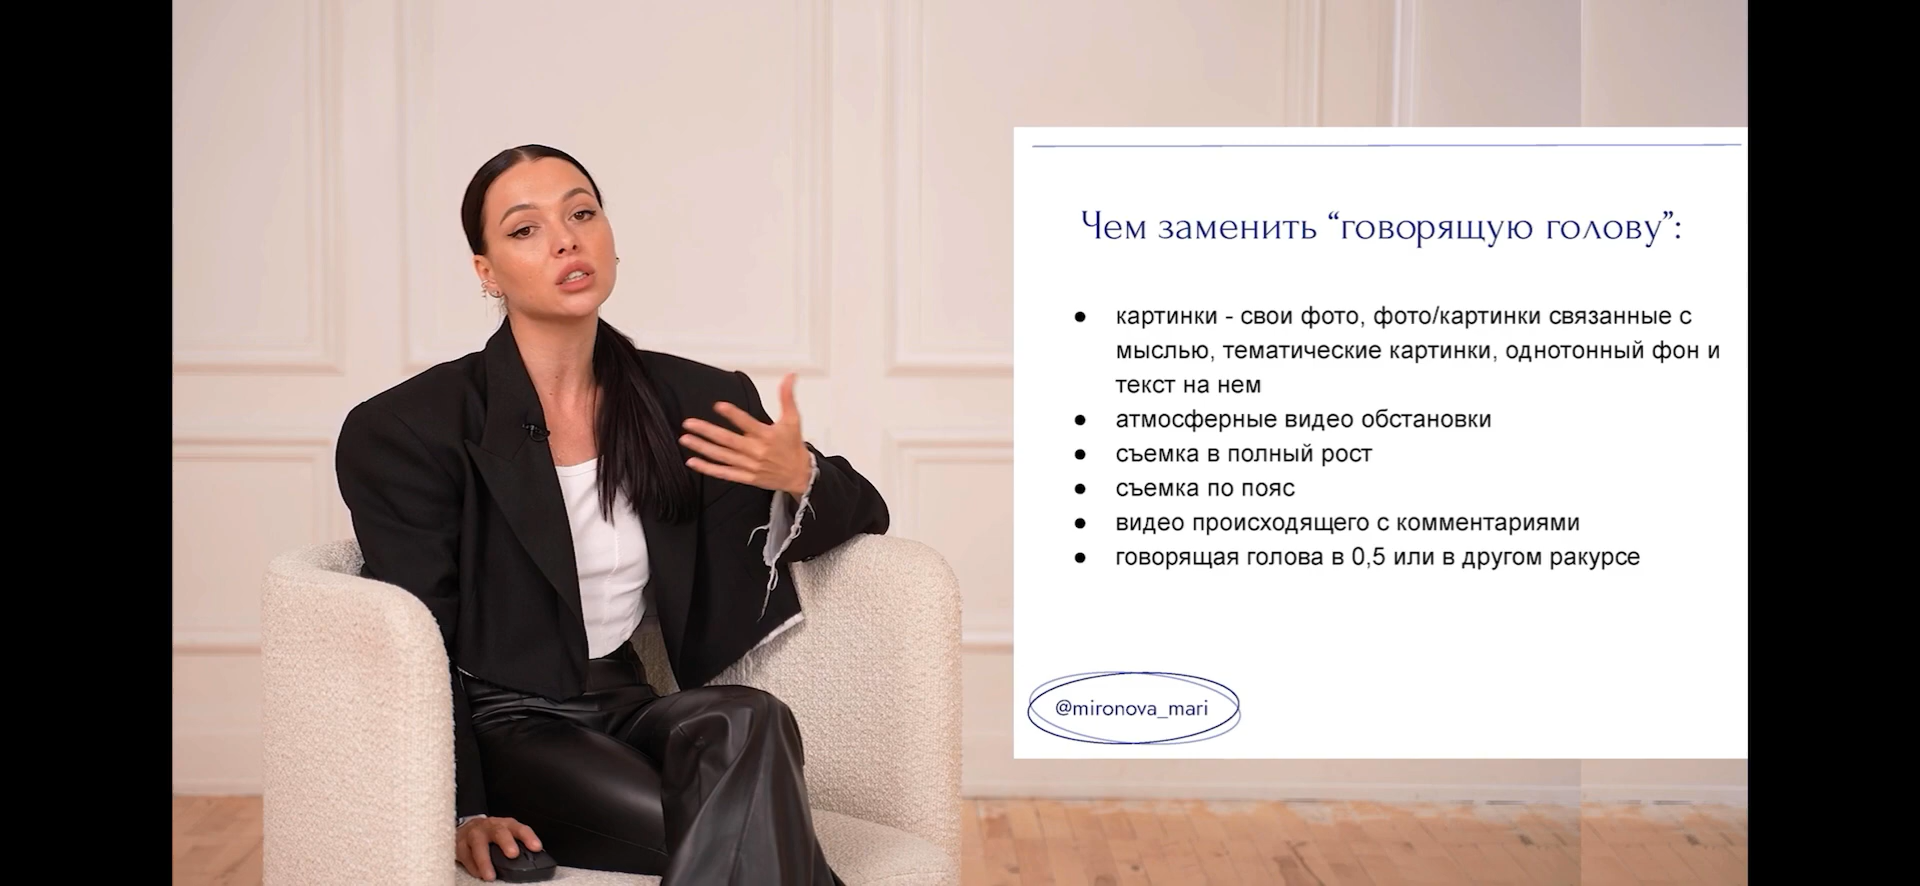 Чем заменить “говорящую голову”:
● картинки - свои фото, фото/картинки связанные с
мыслью, тематические картинки, однотонный фон и
текст на нем
● атмосферные видео обстановки
● съемка в полный рост
● съемка по пояс
● видео происходящего с комментариями
● говорящая голова в 0,5 или в другом ракурсе
@mironova_mari